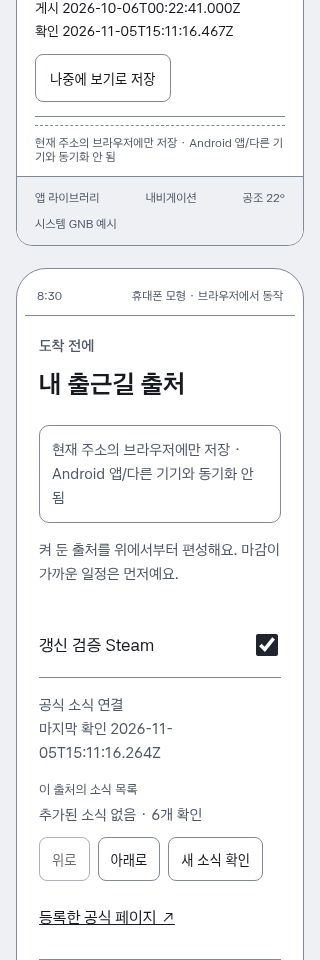 게시 2026-10-06T00:22:41.000Z
확인 2026-11-05T15:11:16.467Z
나중에 보기로 저장
현재 주소의 브라우저에만 저장 · Android 앱/다른 기
기와 동기화 안 됨
앱 라이브러리 내비게이션 공조 22°
시스템 GNB 예시
8:30 휴대폰 모형 · 브라우저에서 동작
도착 전에
내 출근길 출처
현재 주소의 브라우저에만 저장 ·
Android 앱/다른 기기와 동기화 안
됨
켜 둔 출처를 위에서부터 편성해요. 마감이
가까운 일정은 먼저예요.
갱신 검증 Steam
공식 소식 연결
마지막 확인 2026-11-
05T15:11:16.264Z
이 출처의 소식 목록
추가된 소식 없음 · 6개 확인
위로 아래로 새 소식 확인
등록한 공식 페이지 ↗